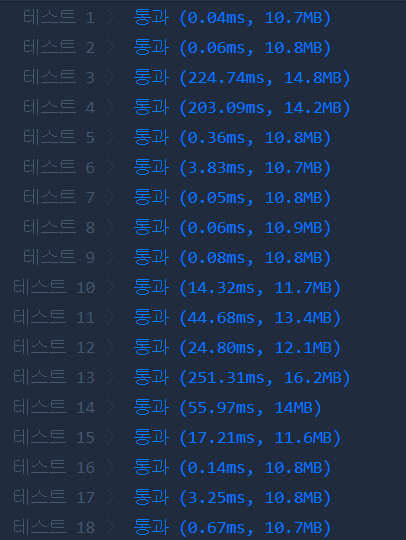 테스트 1 〉 통과 (0.04ms, 10.7MB)
테스트 2 〉 통과 (0.06ms, 10.8MB)
테스트 3 〉 통과 (224.74ms, 14.8MB)
테스트 4 〉 통과 (203.09ms, 14.2MB)
테스트 5 〉 통과 (0.36ms, 10.8MB)
테스트 6 〉 통과 (3.83ms, 10.7MB)
테스트 7 〉 통과 (0.05ms, 10.8MB)
테스트 8 〉 통과 (0.06ms, 10.9MB)
테스트 9 〉 통과 (0.08ms, 10.8MB)
테스트 10 〉 통과 (14.32ms, 11.7MB)
테스트 11 〉 통과 (44.68ms, 13.4MB)
테스트 12 〉 통과 (24.80ms, 12.1MB)
테스트 13 〉 통과 (251.31ms, 16.2MB)
테스트 14 〉 통과 (55.97ms, 14MB)
테스트 15 〉 통과 (17.21ms, 11.6MB)
테스트 16 〉 통과 (0.14ms, 10.8MB)
테스트 17 〉 통과 (3.25ms, 10.8MB)
테스트 18 〉 통과 (0.67ms, 10.7MB)